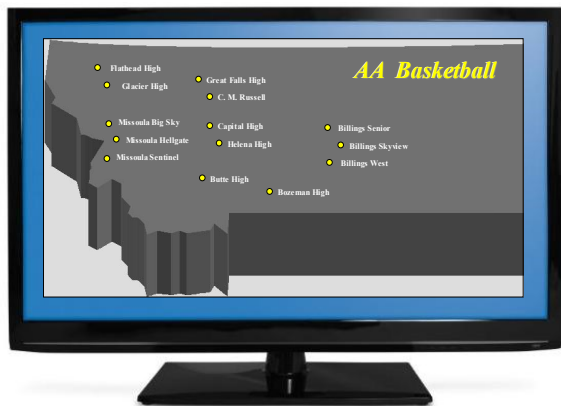 AA Basketball
Flathead High
Glacier High
Great Falls High
C. M. Russell
Missoula Big Sky
Missoula Hellgate
Missoula Sentinel
Capital High
Helena High
Billings Senior
Billings Skyview
Billings West
Butte High
Bozeman High